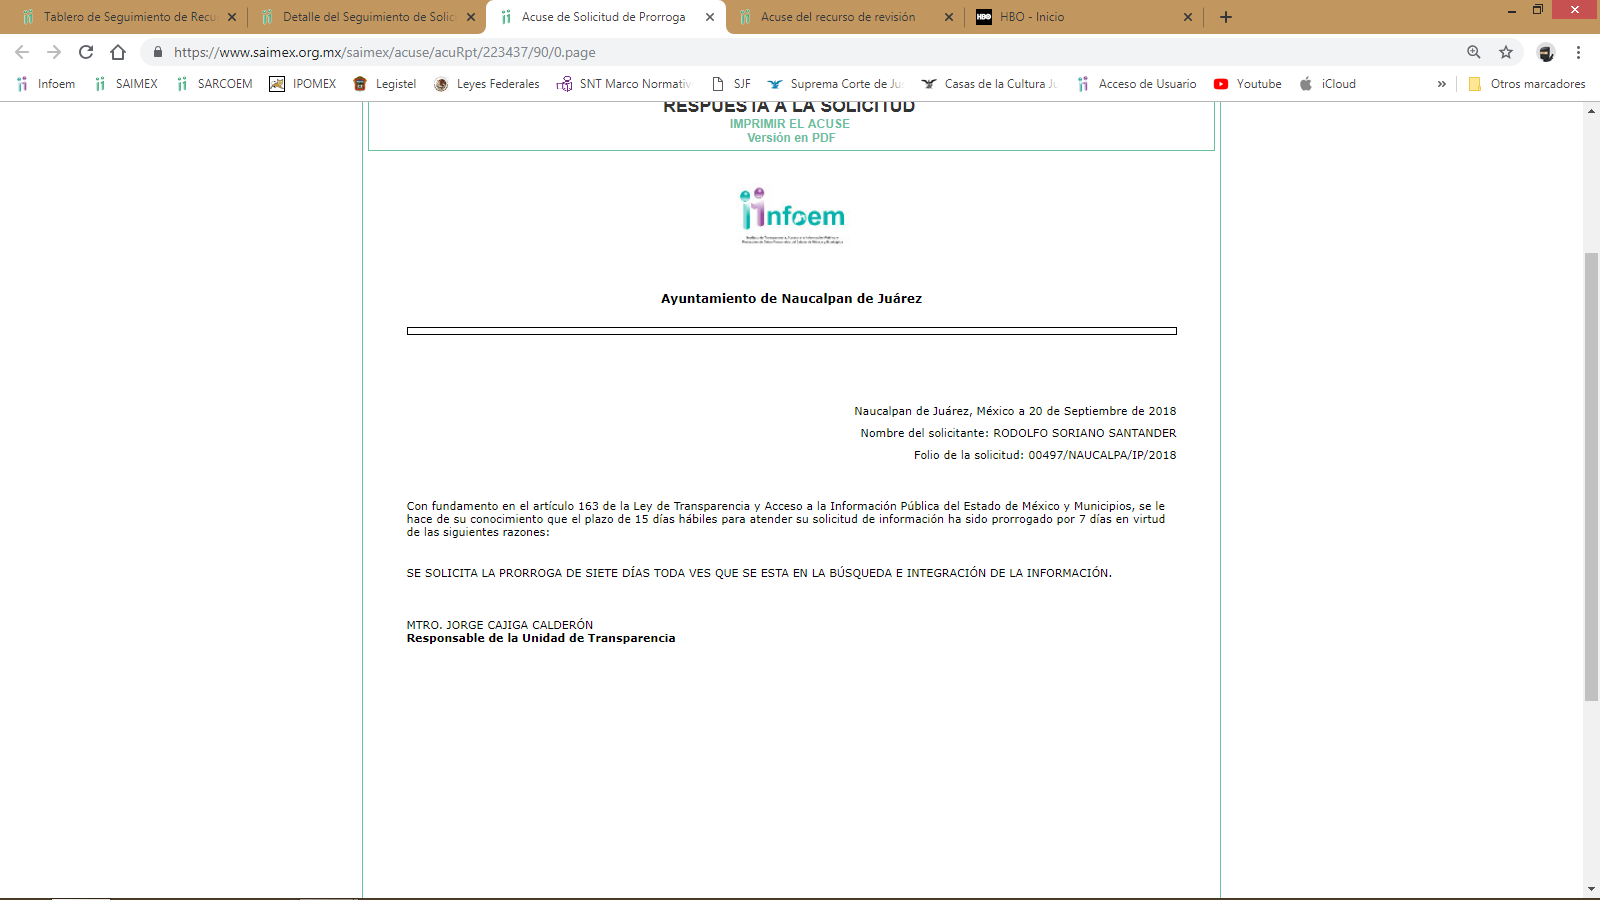 Tablero de Seguimiento de Recu
Detalle del Seguimiento de Solic
Acuse de Solicitud de Prorroga
Acuse del recurso de revisión
HBO
HBO - Inicio
https://www.saimex.org.mx/saimex/acuse/acuRpt/223437/90/0.page
Infoem
SAIMEX
SARCOEM
IPOMEX
Legistel
Leyes Federales
SNT Marco Normativ
SJF
Suprema Corte de Jus
Casas de la Cultura Ju
Acceso de Usuario
Youtube
iCloud
»
Otros marcadores
RESPUESTA A LA SOLICITUD
IMPRIMIR EL ACUSE
Versión en PDF
infoem
Ayuntamiento de Naucalpan de Juárez
Naucalpan de Juárez, México a 20 de Septiembre de 2018
Nombre del solicitante: RODOLFO SORIANO SANTANDER
Folio de la solicitud: 00497/NAUCALPA/IP/2018
Con fundamento en el artículo 163 de la Ley de Transparencia y Acceso a la Información Pública del Estado de México y Municipios, se le
hace de su conocimiento que el plazo de 15 días hábiles para atender su solicitud de información ha sido prorrogado por 7 días en virtud
de las siguientes razones:
SE SOLICITA LA PRORROGA DE SIETE DÍAS TODA VES QUE SE ESTA EN LA BÚSQUEDA E INTEGRACIÓN DE LA INFORMACIÓN.
MTRO. JORGE CAJIGA CALDERÓN
Responsable de la Unidad de Transparencia